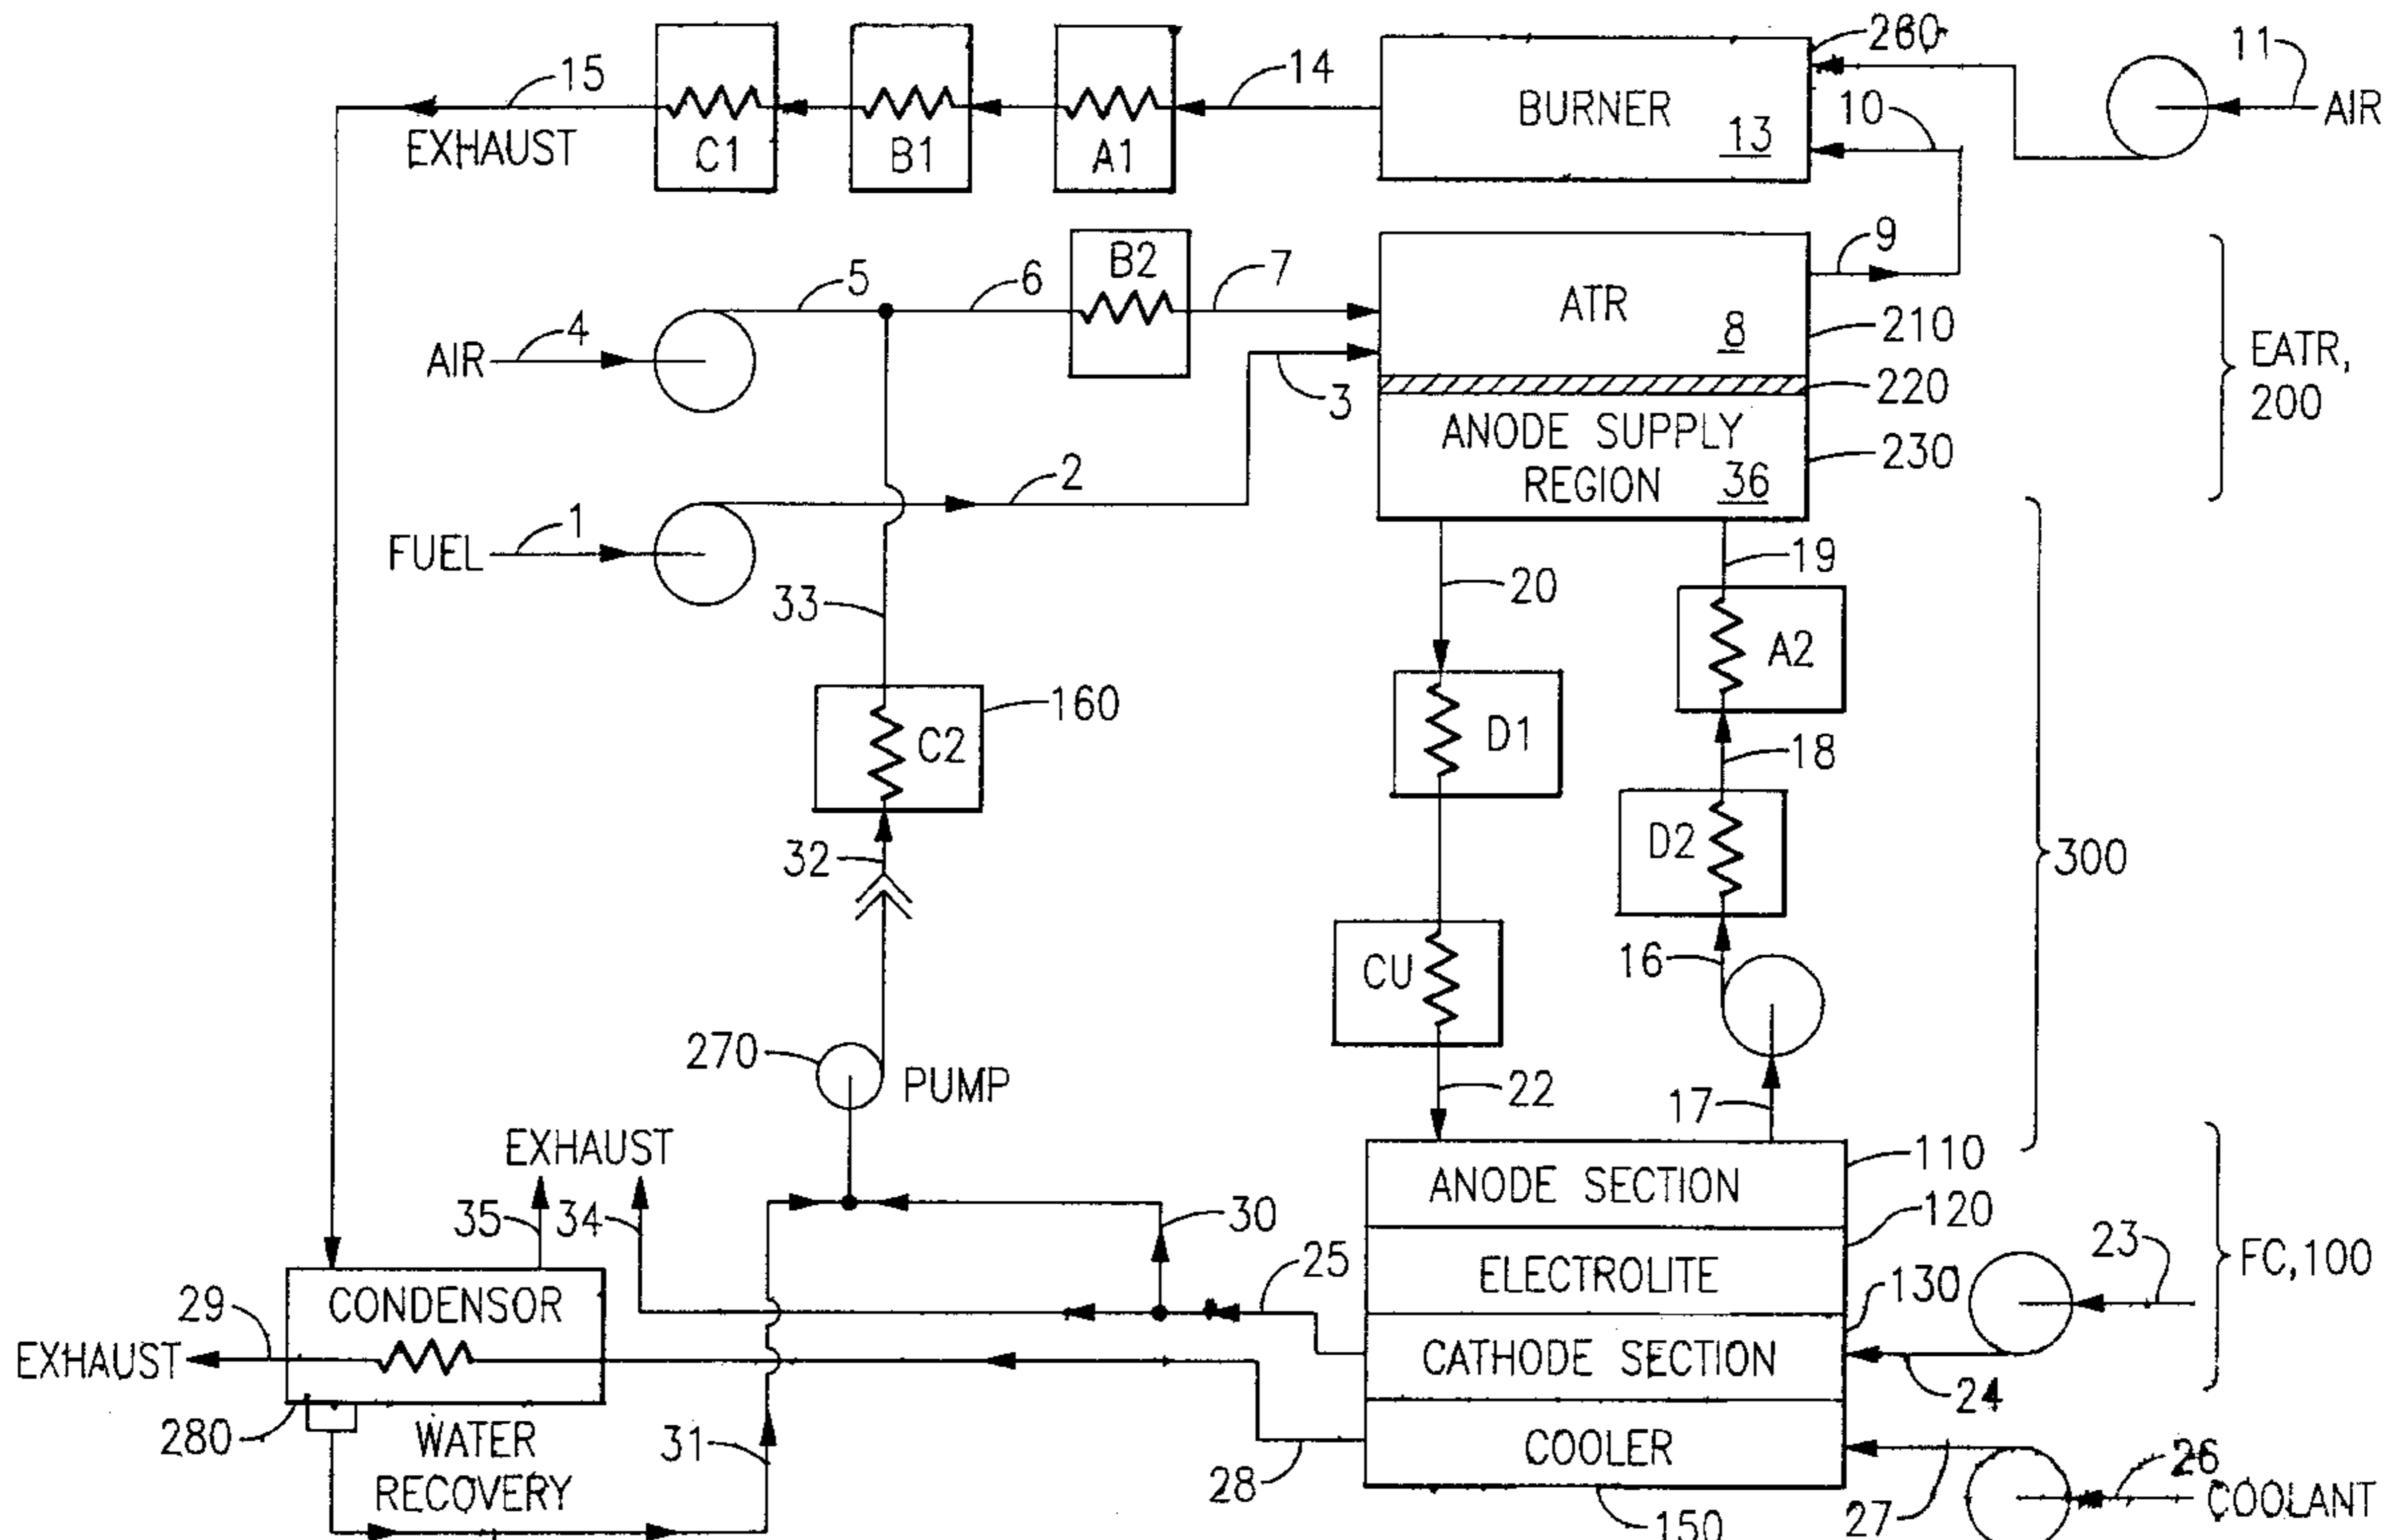 260
11
15
14
BURNER
10
AIR
EXHAUST
C1
B1
A1
13
B2
9
5
6
7
4
ATR
8
210
AIR
EATR,
200
220
3
ANODE SUPPLY
REGION
36
230
2
1
FUEL
19
33
20
A2
160
C2
D1
18
32
D2
300
CU
16
270
PUMP
22
17
EXHAUST
110
35
34
30
ANODE SECTION
120
25
23
ELECTROLITE
FC,100
29
CONDENSOR
130
EXHAUST
CATHODE SECTION
24
280
WATER
RECOVERY
31
COOLER
28
26
COOLANT
27
150